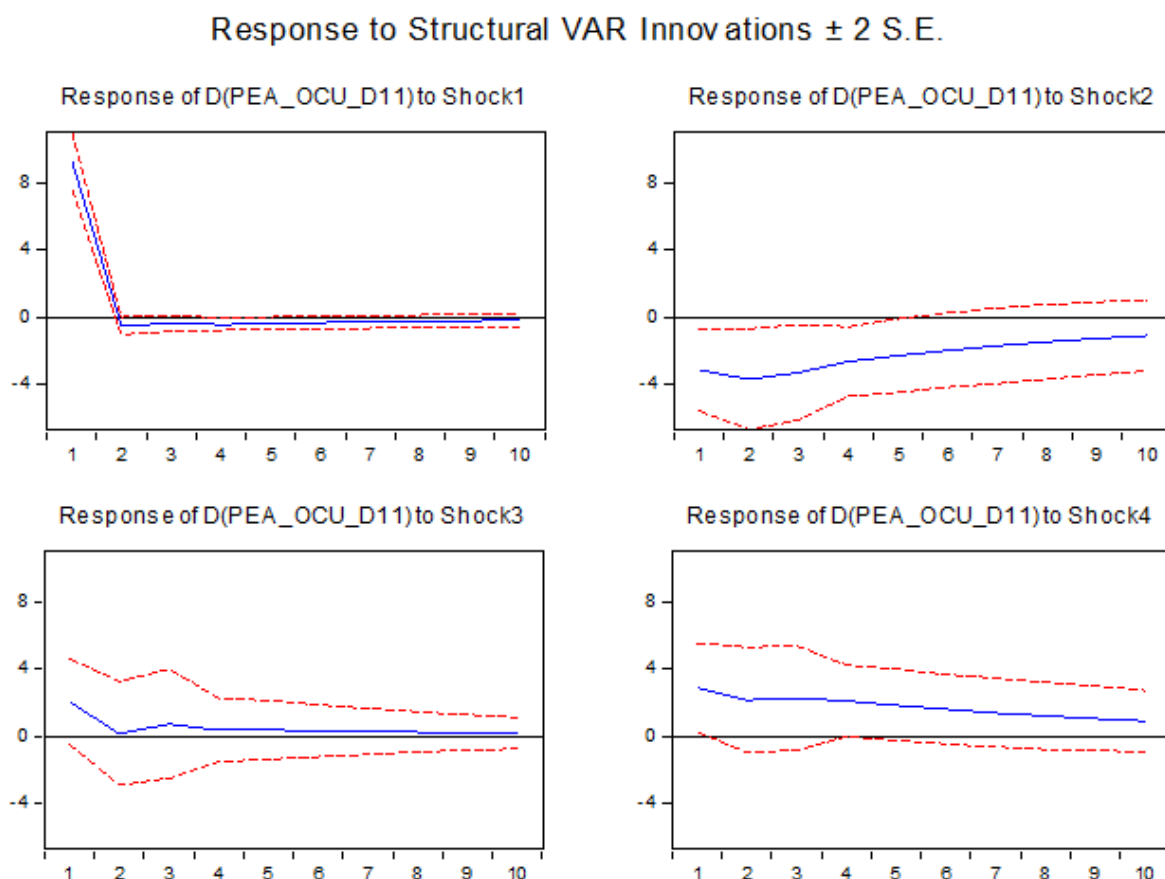 Response to Structural VAR Innovations ± 2 S.E.
Response of D(PEA_OCU_D11) to Shock1
8
4
0
-4
1 2 3 4 5 6 7 8 9 10
Response of D(PEA_OCU_D11) to Shock2
8
4
0
-4
1 2 3 4 5 6 7 8 9 10
Response of D(PEA_OCU_D11) to Shock3
8
4
0
-4
1 2 3 4 5 6 7 8 9 10
Response of D(PEA_OCU_D11) to Shock4
8
4
0
-4
1 2 3 4 5 6 7 8 9 10